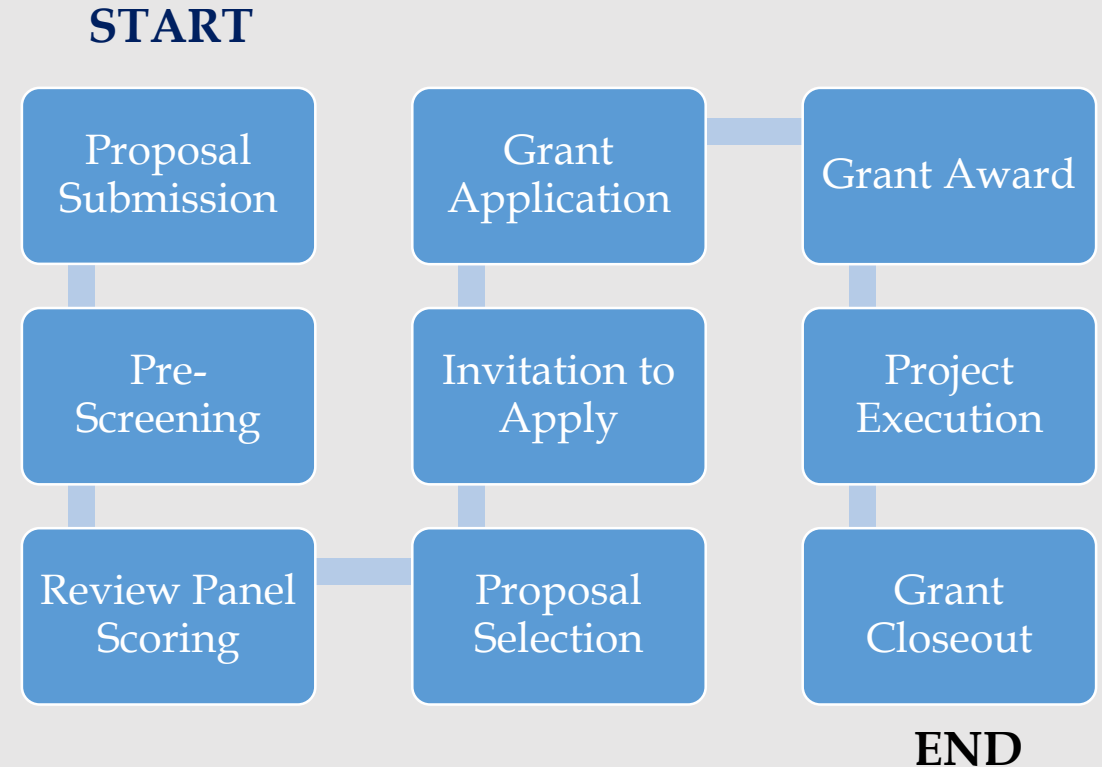 START
Proposal
Submission
Pre-
Screening
Review Panel
Scoring
Proposal
Selection
Invitation to
Apply
Grant
Application
Grant Award
Project
Execution
Grant
Closeout
END